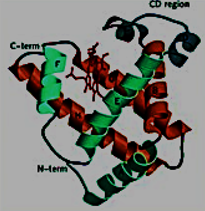 CD region
C-term
F
E
N-term